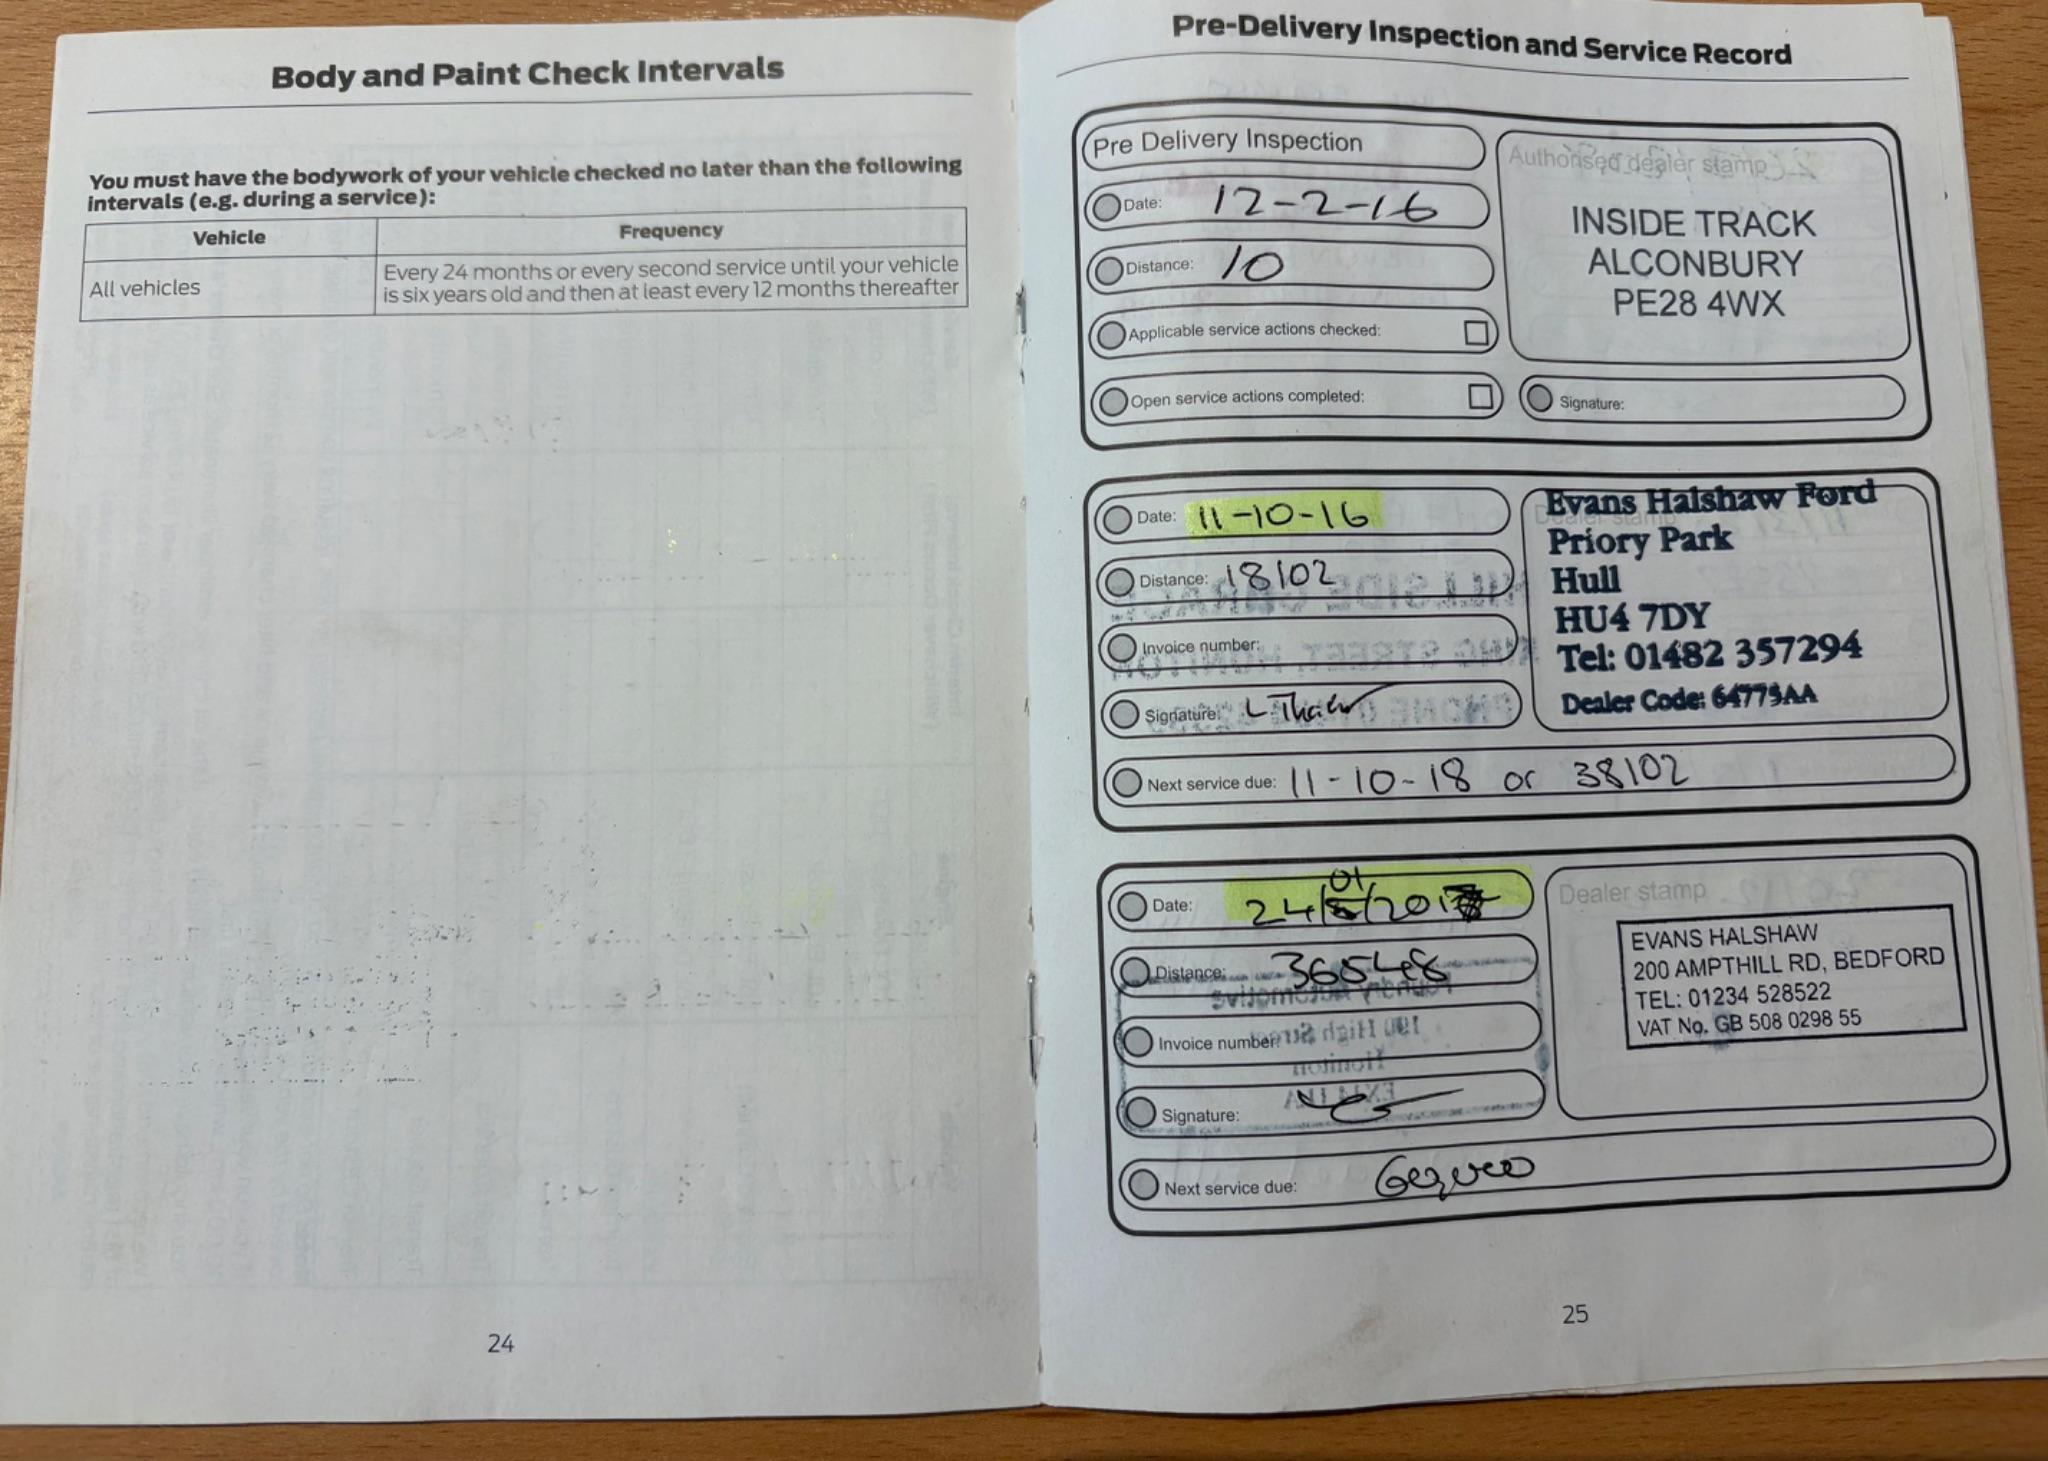 Body and Paint Check Intervals
You must have the bodywork of your vehicle checked no later than the following
intervals (e.g. during a service):
Vehicle
Frequency
All vehicles
Every 24 months or every second service until your vehicle
is six years old and then at least every 12 months thereafter
24
Pre-Delivery Inspection and Service Record
Pre Delivery Inspection
Date: 12-2-16
Distance: 10
Applicable service actions checked:
Open service actions completed:
Authorised dealer stamp
INSIDE TRACK
ALCONBURY
PE28 4WX
Signature:
Date: 11-10-16
Distance: 18102
Invoice number:
Signature:
Next service due: 11-10-18 or 38102
Dealer stamp
Evans Halshaw Ford
Priory Park
Hull
HU4 7DY
Tel: 01482 357294
Dealer Code: 64779AA
Date: 24/01/201
Distance: 36548
Invoice number:
Signature:
Next service due:
Dealer stamp
EVANS HALSHAW
200 AMPTHILL RD, BEDFORD
TEL: 01234 528522
VAT No. GB 508 0298 55
25